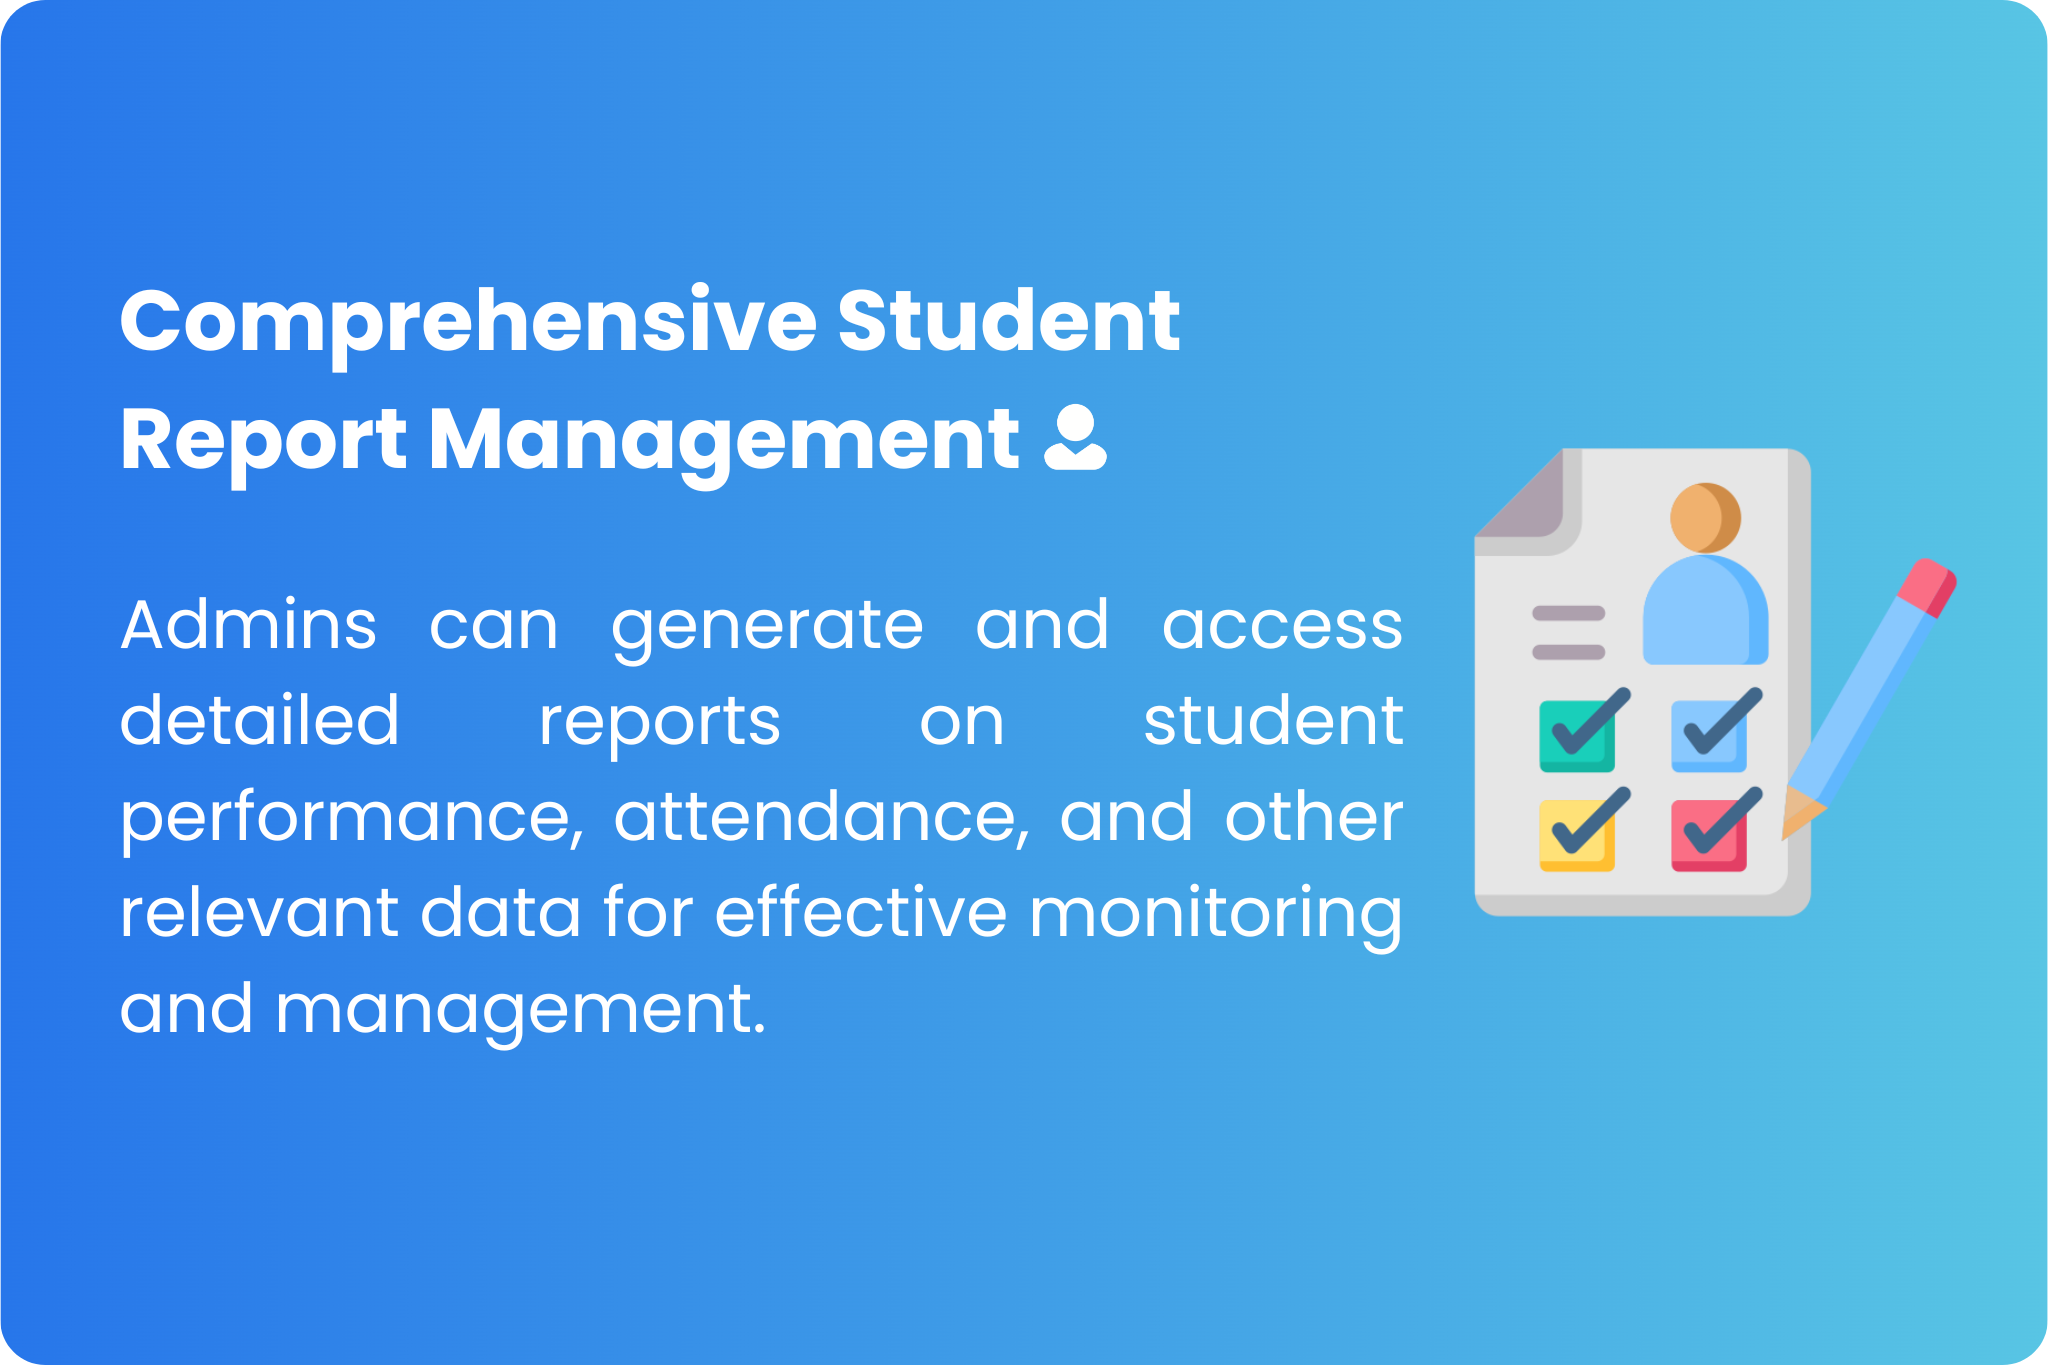 Comprehensive Student
Report Management
Admins can generate and access
detailed reports on student
performance, attendance, and other
relevant data for effective monitoring
and management.